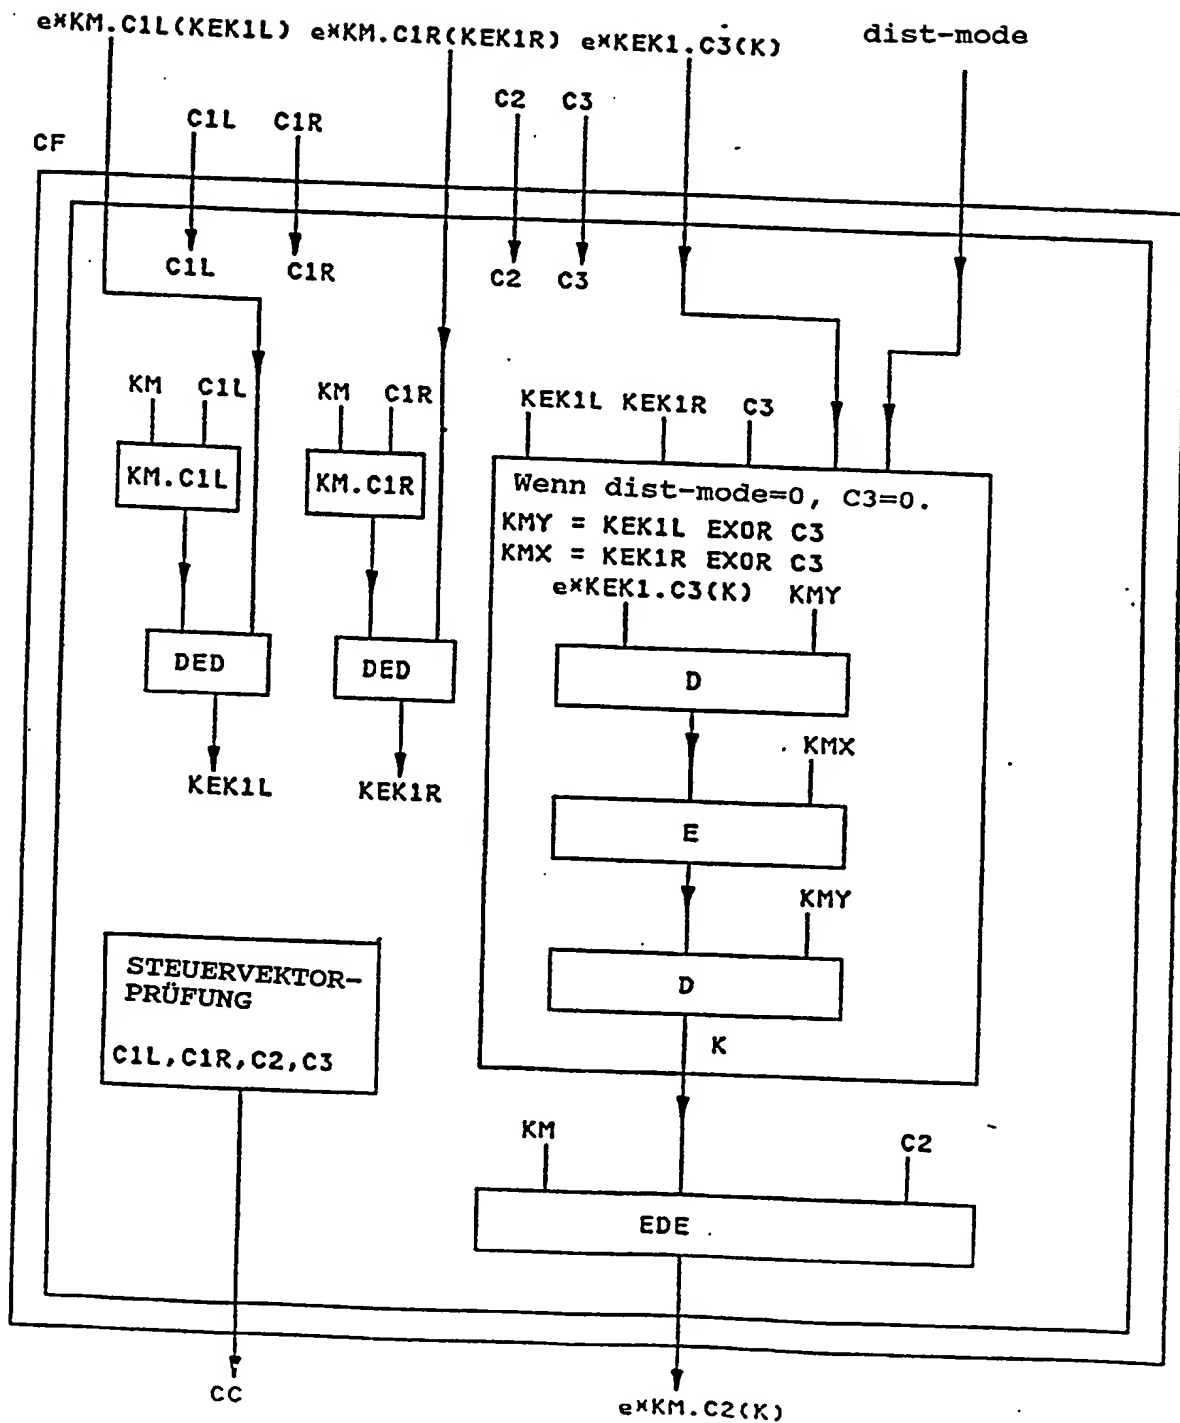 e*KM.C1L(KEK1L) e*KM.C1R(KEK1R) e*KEK1.C3(K) dist-mode
C1L C1R C2 C3
CF
C1L C1R C2 C3
KM C1L KM C1R KEK1L KEK1R C3
KM.C1L KM.C1R
Wenn dist-mode=0, C3=0.
KMY = KEK1L EXOR C3
KMX = KEK1R EXOR C3
e*KEK1.C3(K) KMY
DED DED D
KMX
KEK1L KEK1R
E
KMY
STEUERVEKTOR-
PRÜFUNG
D
C1L,C1R,C2,C3
K
KM C2
EDE
CC
e*KM.C2(K)